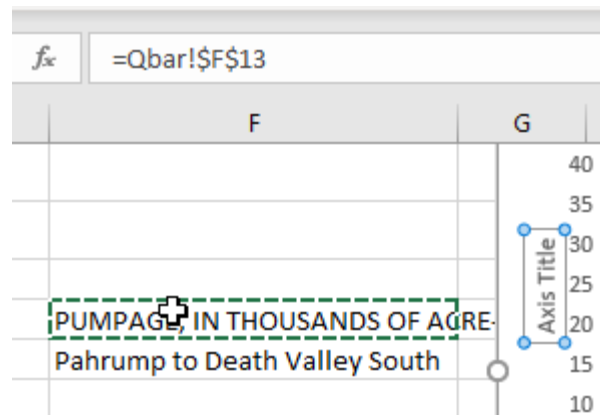 fx =Qbar!$F$13
F G
40
35
30
Axis Title
25
20
PUMPAGE, IN THOUSANDS OF ACRE-
Pahrump to Death Valley South
15
10